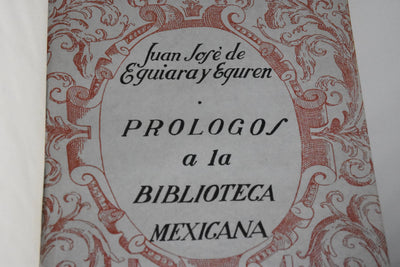 Juan José de
Eguiara y Eguren
PROLOGOS
a la
BIBLIOTECA
MEXICANA